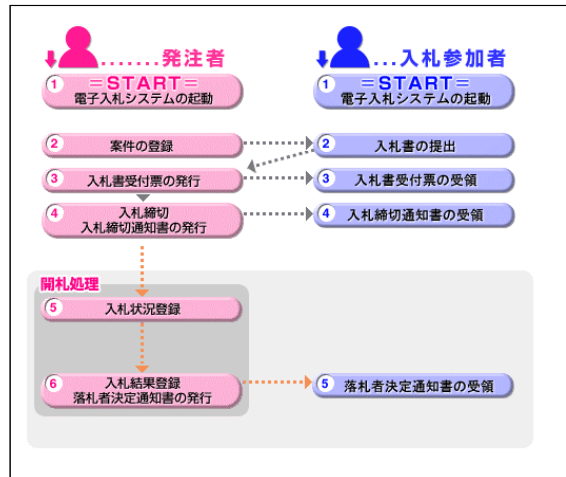 .......発注者
...入札参加者
1 =START=
電子入札システムの起動
1 =START=
電子入札システムの起動
2 案件の登録
2 入札書の提出
3 入札書受付票の発行
3 入札書受付票の受領
4 入札締切
入札締切通知書の発行
4 入札締切通知書の受領
開札処理
5 入札状況登録
6 入札結果登録
落札者決定通知書の発行
5 落札者決定通知書の受領